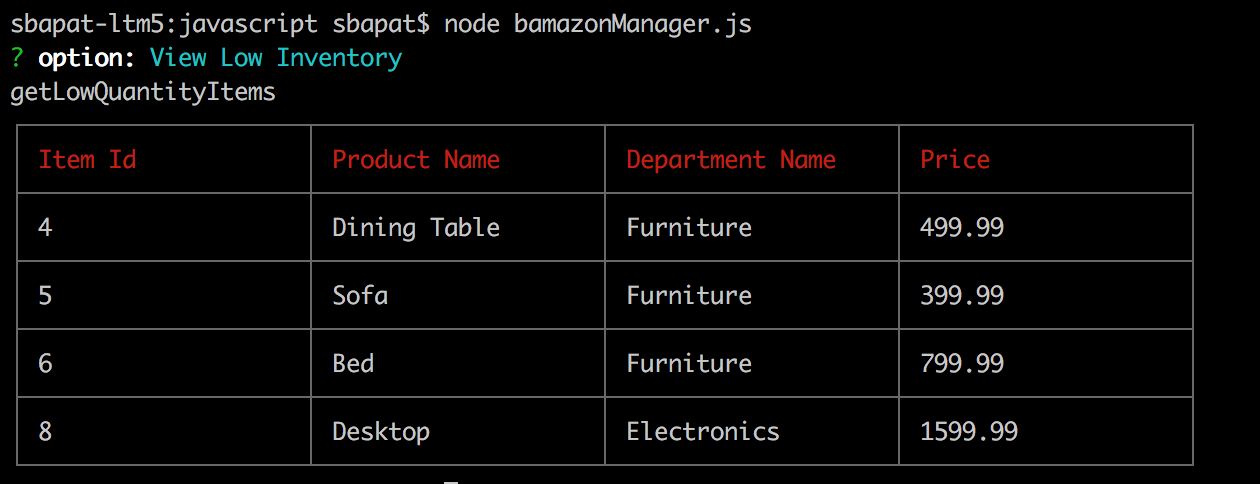 sbapat-ltm5:javascript sbapat$ node bamazonManager.js
? option: View Low Inventory
getLowQuantityItems
Item Id Product Name Department Name Price
4 Dining Table Furniture 499.99
5 Sofa Furniture 399.99
6 Bed Furniture 799.99
8 Desktop Electronics 1599.99